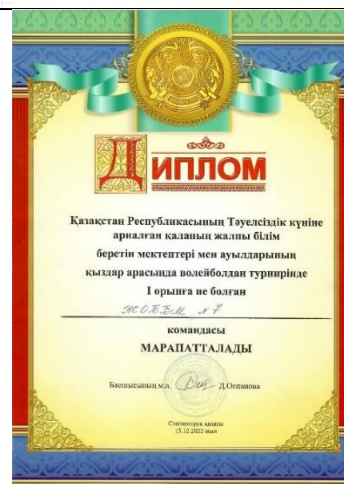 ДИПЛОМ
Қазақстан Республикасының Тәуелсіздік күніне
арналған қаланың жалпы білім
беретін мектептері мен ауылдарының
қыздар арасында волейболдан турнирінде
I орынға ие болған
ЖОББМ №7
командасы
МАРАПАТТАЛАДЫ
Басшысының м.а. Д.Оспанова
Степногорск қаласы
15.12.2022 жыл